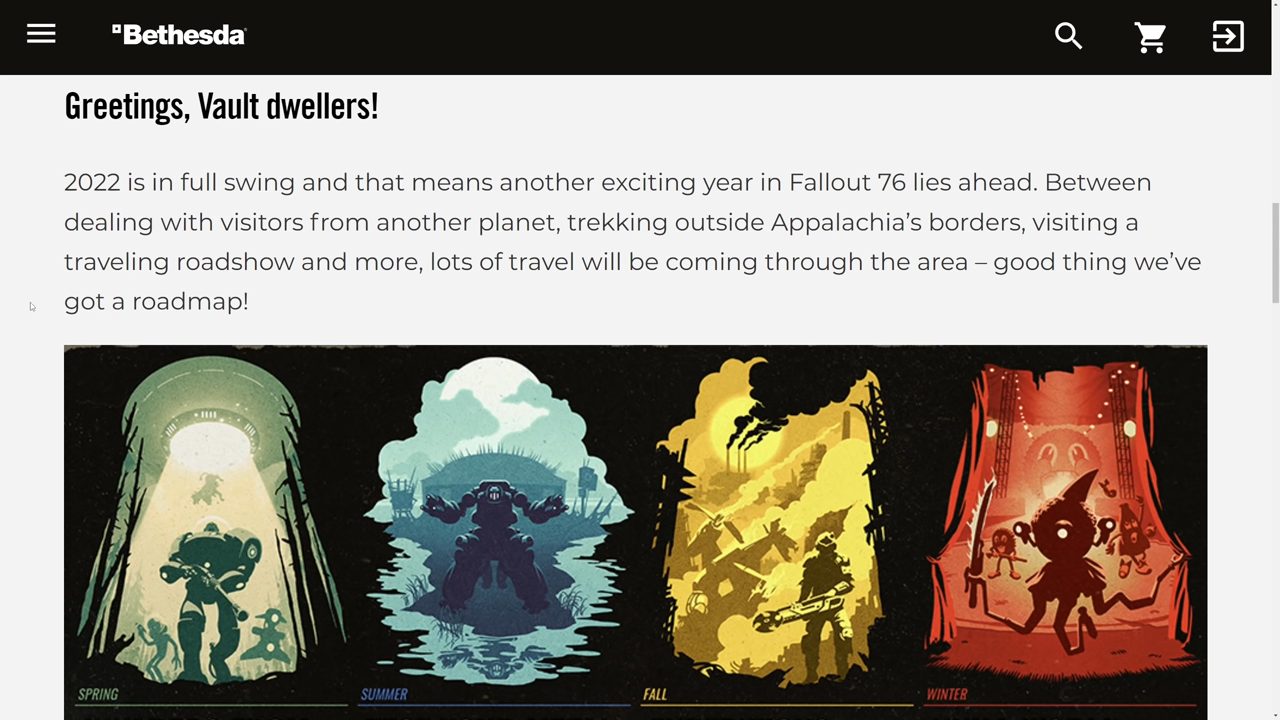 Bethesda
Greetings, Vault dwellers!
2022 is in full swing and that means another exciting year in Fallout 76 lies ahead. Between
dealing with visitors from another planet, trekking outside Appalachia’s borders, visiting a
traveling roadshow and more, lots of travel will be coming through the area – good thing we’ve
got a roadmap!
SPRING
SUMMER
FALL
WINTER